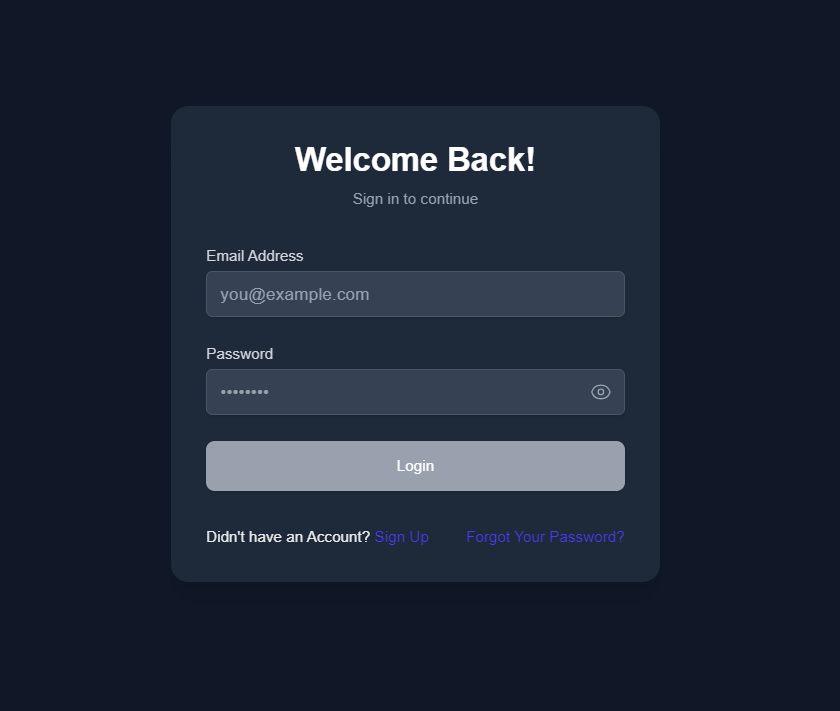 Welcome Back!
Sign in to continue
Email Address
you@example.com
Password
••••••••
Login
Didn't have an Account? Sign Up Forgot Your Password?